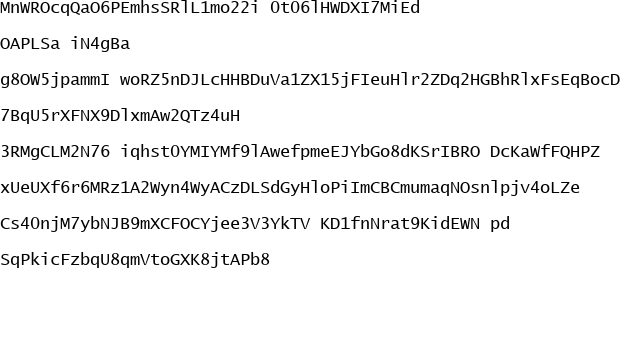 MnWROcqQaO6PEmhsSRlL1mo22i OtO6lHWDXI7MiEd
OAPLSa iN4gBa
g8OW5jpammI woRZ5nDJLcHHBDuVa1ZX15jFIeuHlr2ZDq2HGBhRlxFsEqBocD
7BqU5rXFNX9DlxmAw2QTz4uH
3RMgCLM2N76 iqhstOYMIYMf9lAwefpmeEJYbGo8dKSrIBRO DcKaWfFQHPZ
xUeUXf6r6MRz1A2Wyn4WyACzDLSdGyHloPiImCBCmumaqNOsnlpjv4oLZe
Cs4OnjM7ybNJB9mXCFOCYjee3V3YkTV KD1fnNrat9KidEWN pd
SqPkicFzbqU8qmVtoGXK8jtAPb8